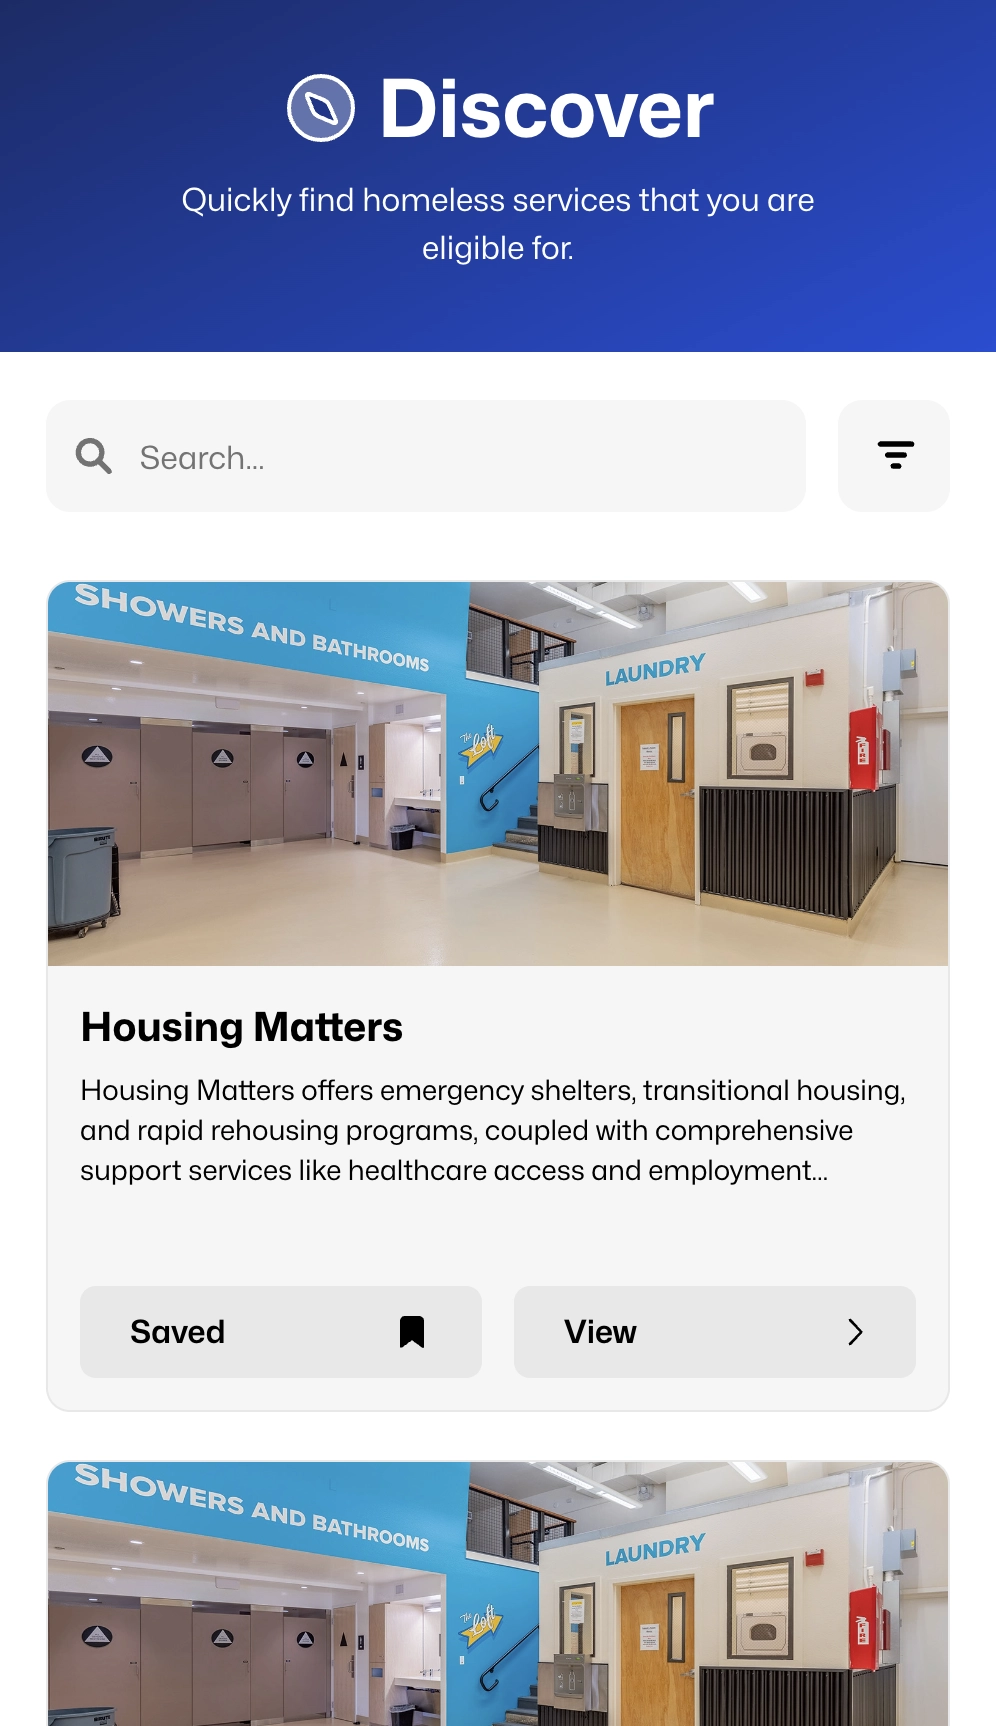 Discover
Quickly find homeless services that you are
eligible for.
Search...
SHOWERS AND BATHROOMS
LAUNDRY
The Loft
FIRE
Housing Matters
Housing Matters offers emergency shelters, transitional housing,
and rapid rehousing programs, coupled with comprehensive
support services like healthcare access and employment...
Saved
View
SHOWERS AND BATHROOMS
LAUNDRY
The Loft
FIRE